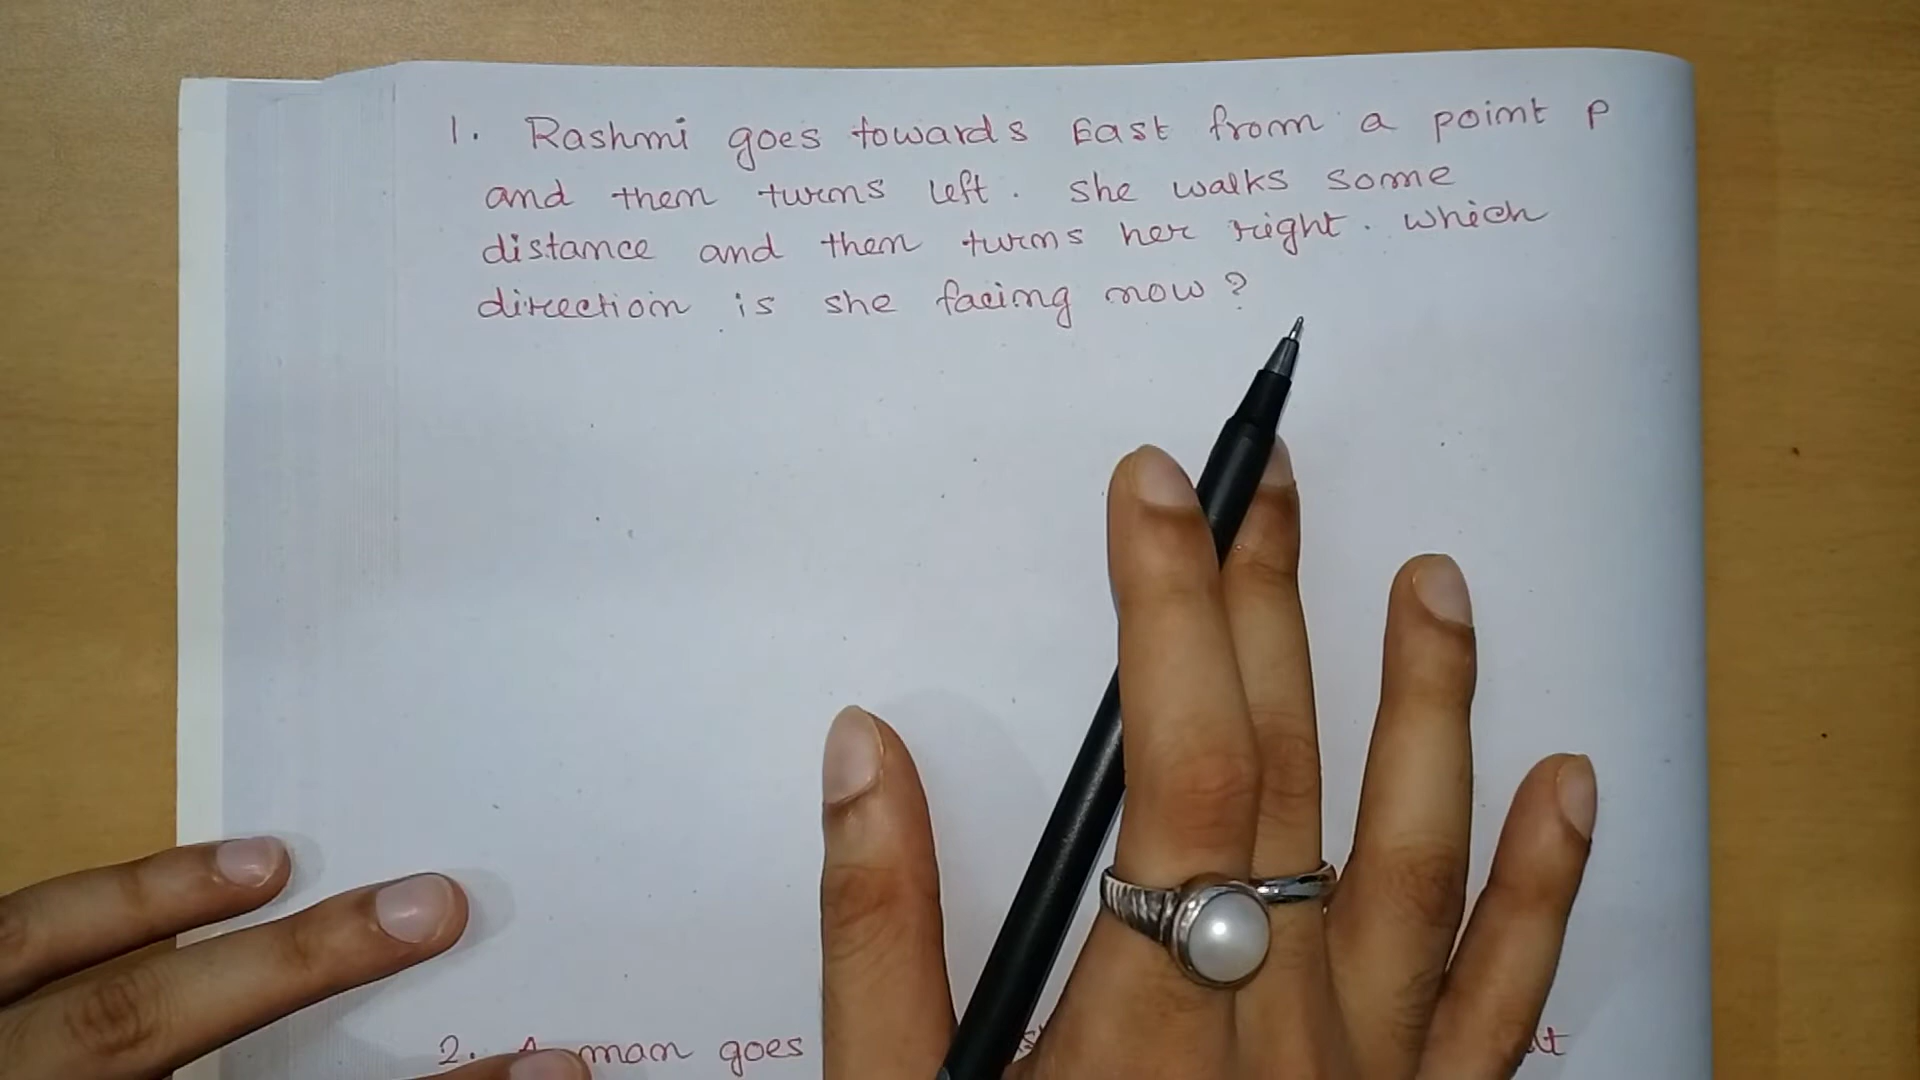 1. Rashmi goes towards East from a point P
and then turns left. She walks some
distance and then turns her right. which
direction is she facing now?
2. A man goes